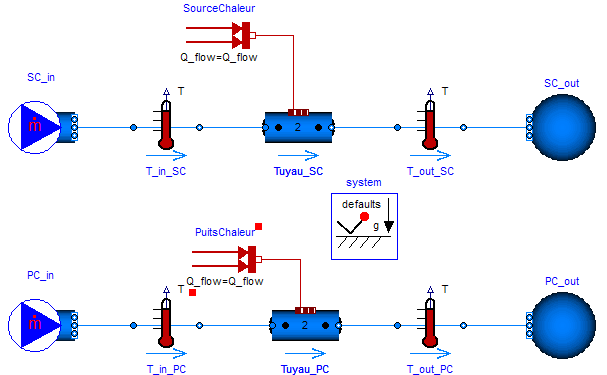 SourceChaleur
Q_flow=Q_flow
SC_in
SC_out
T
T
ṁ
2
T_in_SC
Tuyau_SC
T_out_SC
system
defaults
g
PuitsChaleur
Q_flow=Q_flow
PC_in
PC_out
T
T
ṁ
2
T_in_PC
Tuyau_PC
T_out_PC